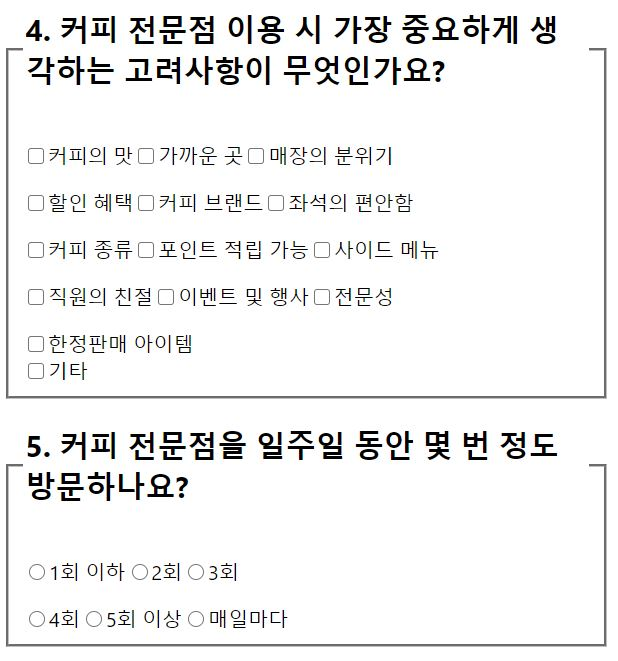 4. 커피 전문점 이용 시 가장 중요하게 생
각하는 고려사항이 무엇인가요?
커피의 맛 가까운 곳 매장의 분위기
할인 혜택 커피 브랜드 좌석의 편안함
커피 종류 포인트 적립 가능 사이드 메뉴
직원의 친절 이벤트 및 행사 전문성
한정판매 아이템
기타
5. 커피 전문점을 일주일 동안 몇 번 정도
방문하나요?
1회 이하 2회 3회
4회 5회 이상 매일마다